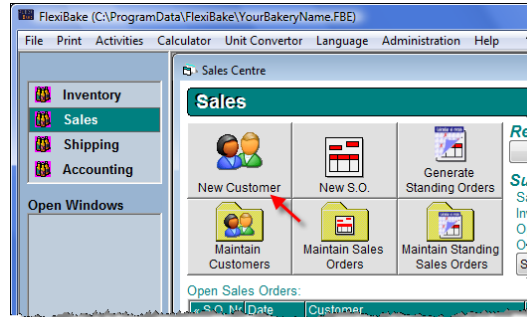 FlexiBake (C:\ProgramData\FlexiBake\YourBakeryName.FBE)
File Print Activities Calculator Unit Convertor Language Administration Help
Inventory
Sales
Shipping
Accounting
Open Windows
Sales Centre
Sales
New Customer
New S.O.
Generate
Standing Orders
Maintain
Customers
Maintain Sales
Orders
Maintain Standing
Sales Orders
Open Sales Orders:
Date Customer